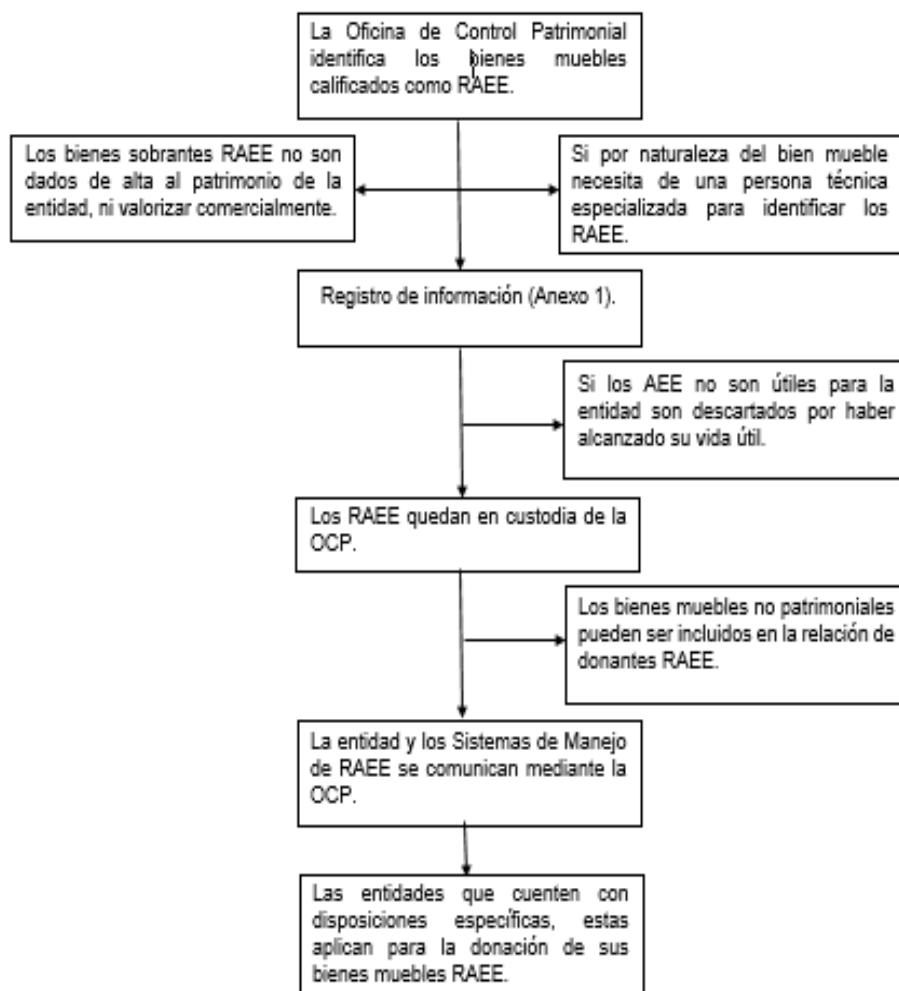 La Oficina de Control Patrimonial
identifica los bienes muebles
calificados como RAEE.
Los bienes sobrantes RAEE no son
dados de alta al patrimonio de la
entidad, ni valorizar comercialmente.
Si por naturaleza del bien mueble
necesita de una persona técnica
especializada para identificar los
RAEE.
Registro de información (Anexo 1).
Si los AEE no son útiles para la
entidad son descartados por haber
alcanzado su vida útil.
Los RAEE quedan en custodia de la
OCP.
Los bienes muebles no patrimoniales
pueden ser incluidos en la relación de
donantes RAEE.
La entidad y los Sistemas de Manejo
de RAEE se comunican mediante la
OCP.
Las entidades que cuenten con
disposiciones específicas, estas
aplican para la donación de sus
bienes muebles RAEE.